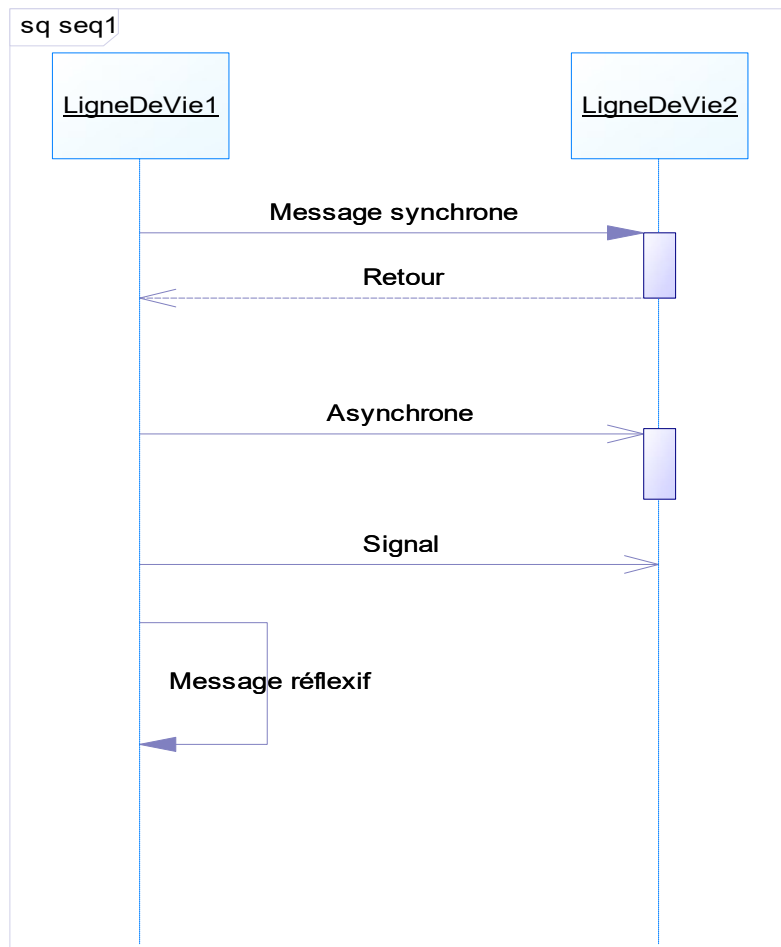 sq seq1
LigneDeVie1
LigneDeVie2
Message synchrone
Retour
Asynchrone
Signal
Message réflexif